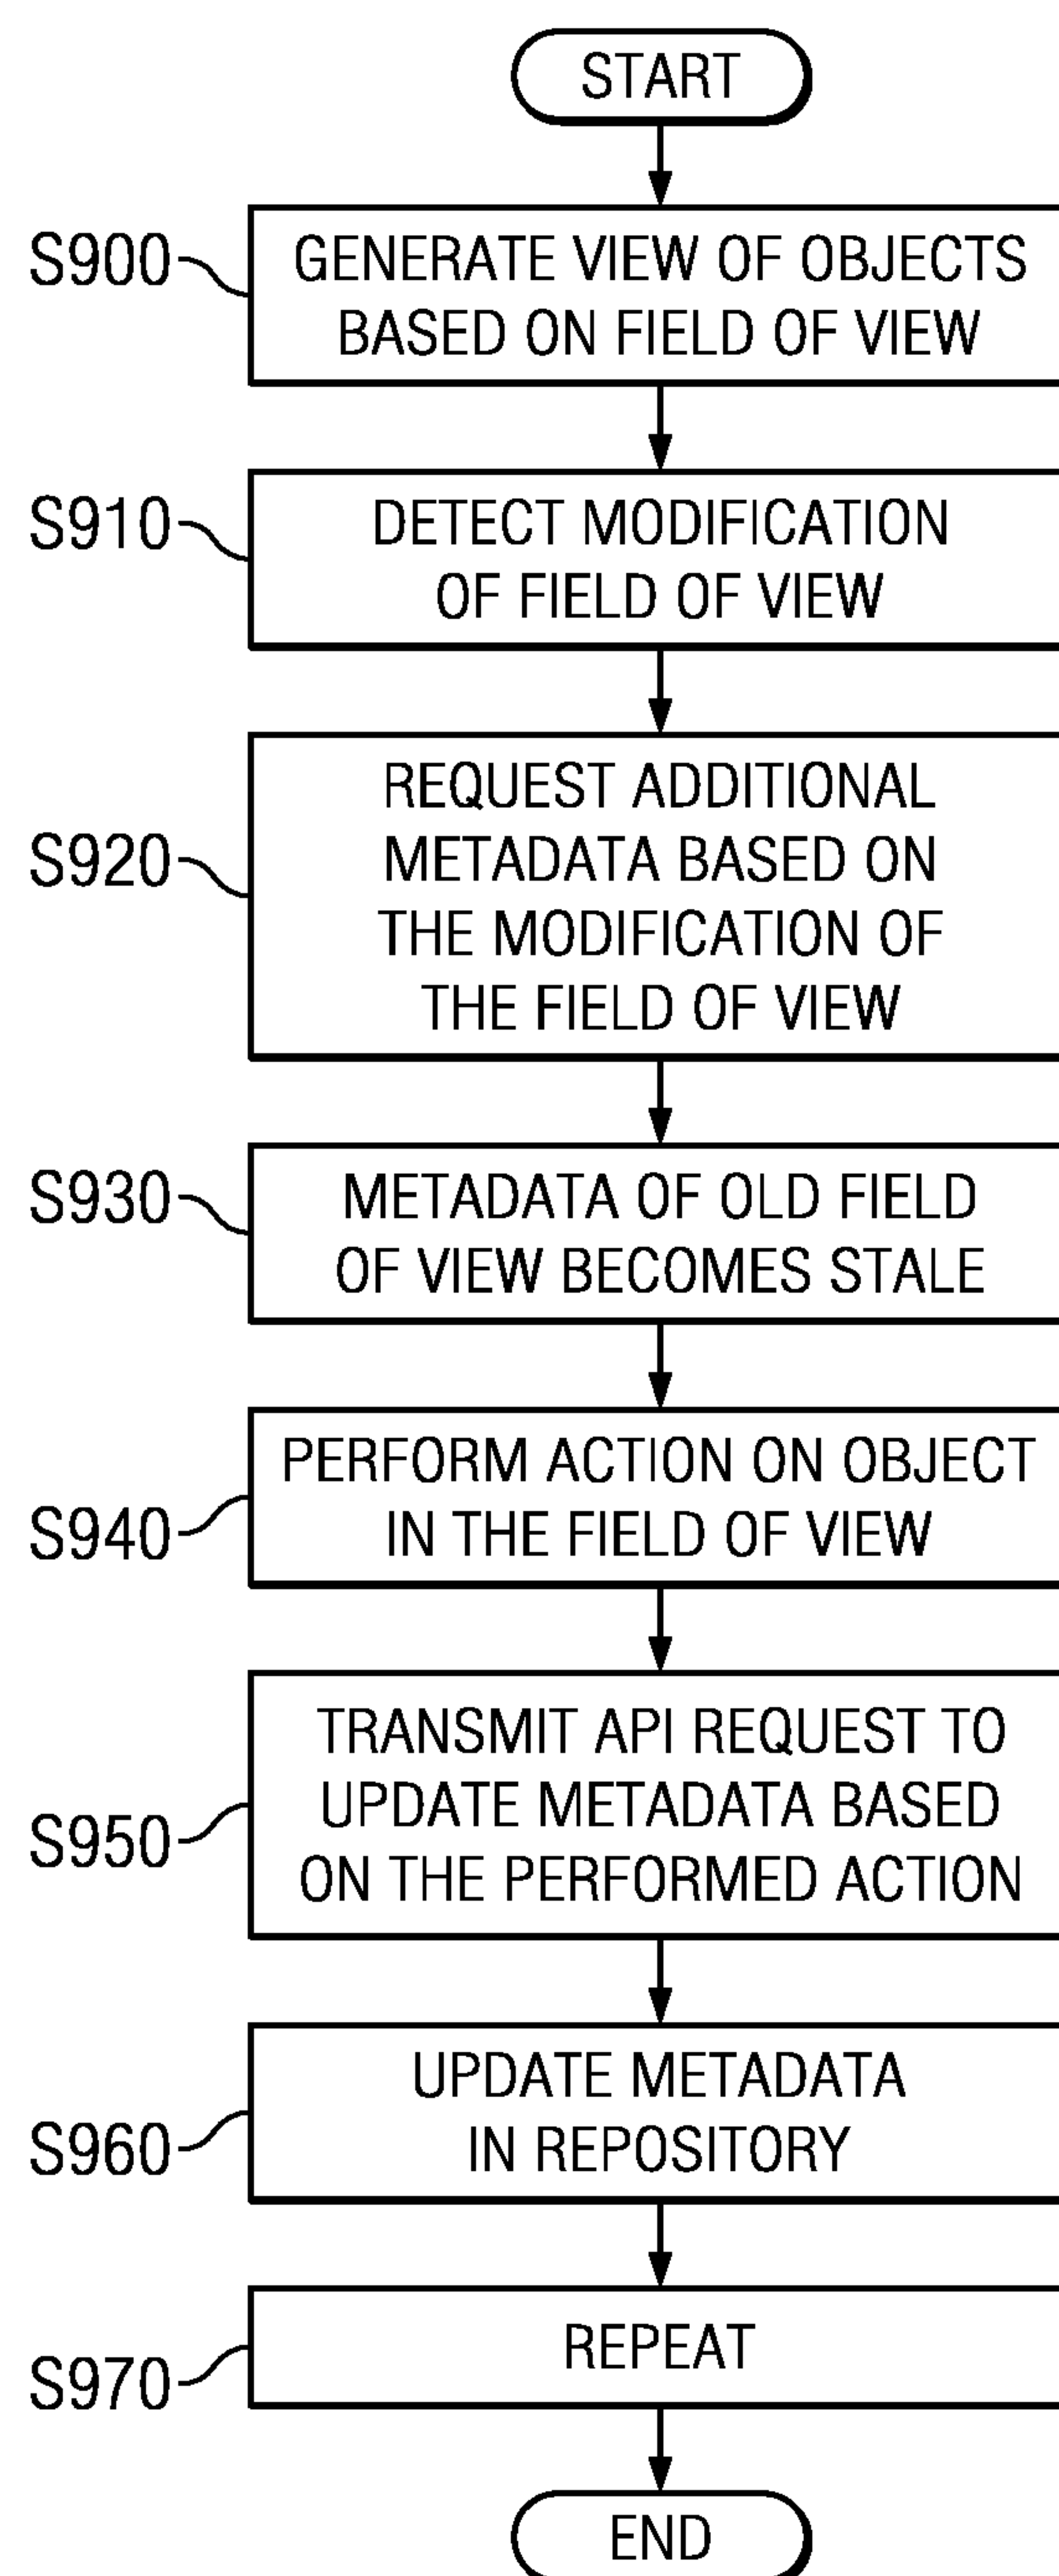 START
S900
GENERATE VIEW OF OBJECTS
BASED ON FIELD OF VIEW
S910
DETECT MODIFICATION
OF FIELD OF VIEW
S920
REQUEST ADDITIONAL
METADATA BASED ON
THE MODIFICATION OF
THE FIELD OF VIEW
S930
METADATA OF OLD FIELD
OF VIEW BECOMES STALE
S940
PERFORM ACTION ON OBJECT
IN THE FIELD OF VIEW
S950
TRANSMIT API REQUEST TO
UPDATE METADATA BASED
ON THE PERFORMED ACTION
S960
UPDATE METADATA
IN REPOSITORY
S970
REPEAT
END